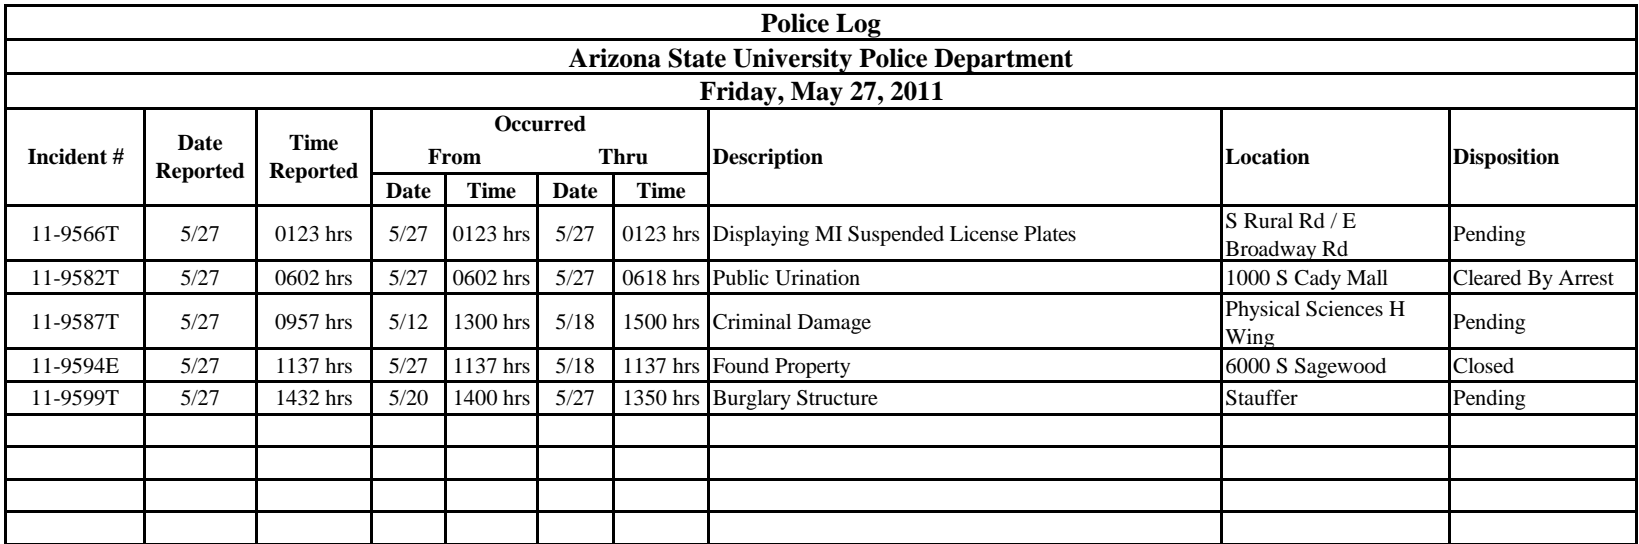 Police Log
Arizona State University Police Department
Friday, May 27, 2011
Incident # Date Reported Time Reported Occurred Description Location Disposition
From Thru
Date Time Date Time
11-9566T 5/27 0123 hrs 5/27 0123 hrs 5/27 0123 hrs Displaying MI Suspended License Plates S Rural Rd / E Broadway Rd Pending
11-9582T 5/27 0602 hrs 5/27 0602 hrs 5/27 0618 hrs Public Urination 1000 S Cady Mall Cleared By Arrest
11-9587T 5/27 0957 hrs 5/12 1300 hrs 5/18 1500 hrs Criminal Damage Physical Sciences H Wing Pending
11-9594E 5/27 1137 hrs 5/27 1137 hrs 5/18 1137 hrs Found Property 6000 S Sagewood Closed
11-9599T 5/27 1432 hrs 5/20 1400 hrs 5/27 1350 hrs Burglary Structure Stauffer Pending